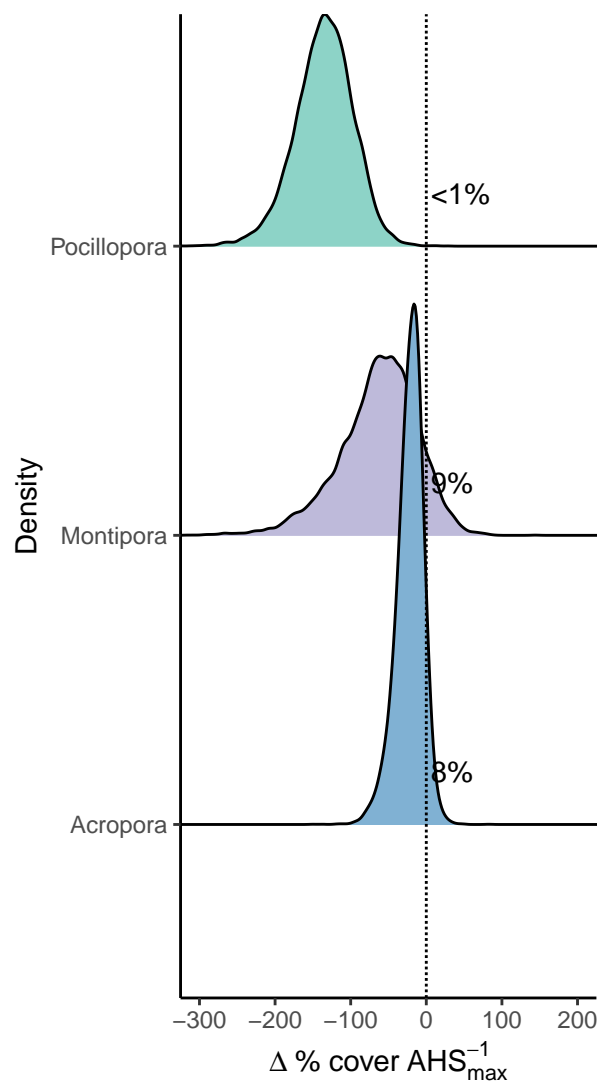 <1%
Pocillopora
9%
Montipora
8%
Acropora
Density
−300 −200 −100 0 100 200
Δ % cover AHS⁻¹max